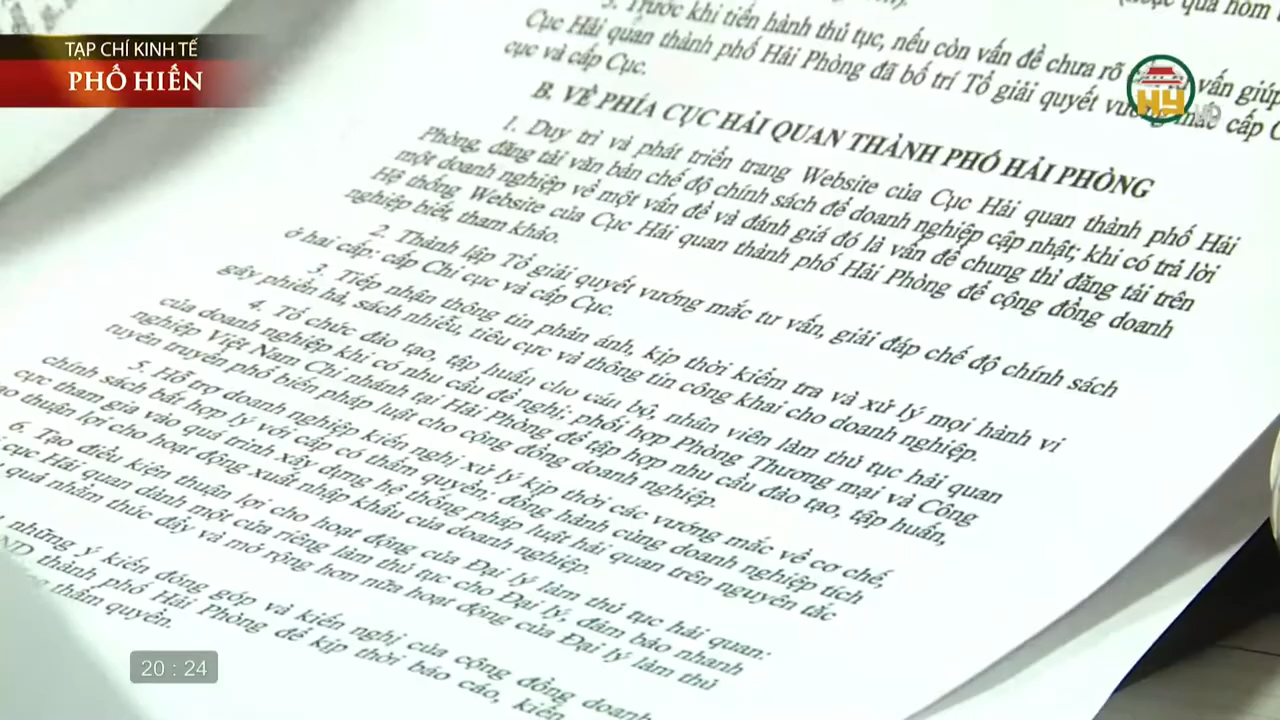 TẠP CHÍ KINH TẾ
PHỐ HIẾN
HY
HD
3. Trước khi tiến hành thủ tục, nếu còn vấn đề chưa rõ vấn giúp
Cục Hải quan thành phố Hải Phòng đã bố trí Tổ giải quyết vướng mắc cấp
cục và cấp Cục.
B. VỀ PHÍA CỤC HẢI QUAN THÀNH PHỐ HẢI PHÒNG
1. Duy trì và phát triển trang Website của Cục Hải quan thành phố Hải
Phòng, đăng tải văn bản chế độ chính sách để doanh nghiệp cập nhật; khi có trả lời
một doanh nghiệp về một vấn đề và đánh giá đó là vấn đề chung thì đăng tải trên
Hệ thống Website của Cục Hải quan thành phố Hải Phòng để cộng đồng doanh
nghiệp biết, tham khảo.
2. Thành lập Tổ giải quyết vướng mắc tư vấn, giải đáp chế độ chính sách
ở hai cấp: cấp Chi cục và cấp Cục.
3. Tiếp nhận thông tin phản ánh, kịp thời kiểm tra và xử lý mọi hành vi
gây phiền hà, sách nhiễu, tiêu cực và thông tin công khai cho doanh nghiệp.
4. Tổ chức đào tạo, tập huấn cho cán bộ, nhân viên làm thủ tục hải quan
của doanh nghiệp khi có nhu cầu đề nghị; phối hợp Phòng Thương mại và Công
nghiệp Việt Nam Chi nhánh tại Hải Phòng để tập hợp nhu cầu đào tạo, tập huấn,
tuyên truyền phổ biến pháp luật cho cộng đồng doanh nghiệp.
5. Hỗ trợ doanh nghiệp kiến nghị xử lý kịp thời các vướng mắc về cơ chế,
chính sách bất hợp lý với cấp có thẩm quyền; đồng hành cùng doanh nghiệp tích
cực tham gia vào quá trình xây dựng hệ thống pháp luật hải quan trên nguyên tắc
thuận lợi cho hoạt động xuất nhập khẩu của doanh nghiệp.
6. Tạo điều kiện thuận lợi cho hoạt động của Đại lý làm thủ tục hải quan:
cục Hải quan dành một cửa riêng làm thủ tục cho Đại lý, đảm bảo nhanh
quả nhằm thúc đẩy và mở rộng hơn nữa hoạt động của Đại lý làm thủ
những ý kiến đóng góp và kiến nghị của cộng đồng doanh
thành phố Hải Phòng để kịp thời báo cáo, kiến
thẩm quyền.
20 : 24